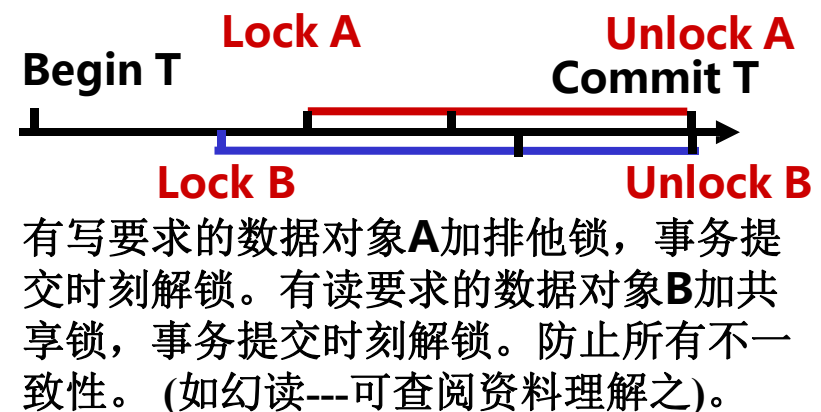 Lock A
Unlock A
Begin T
Commit T
Lock B
Unlock B
有写要求的数据对象A加排他锁，事务提
交时刻解锁。有读要求的数据对象B加共
享锁，事务提交时刻解锁。防止所有不一
致性。 (如幻读---可查阅资料理解之)。